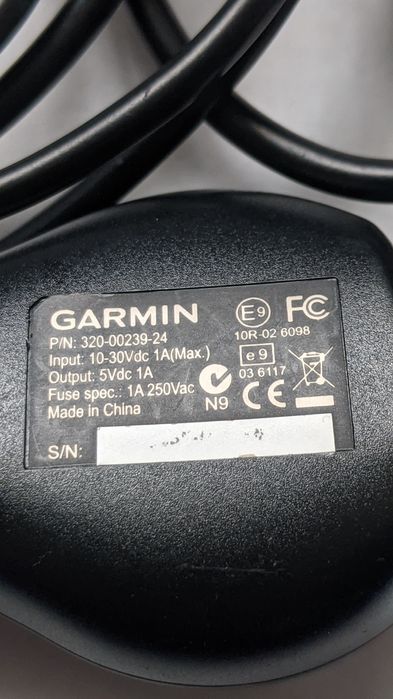 GARMIN
P/N: 320-00239-24
Input: 10-30Vdc 1A(Max.)
Output: 5Vdc 1A
Fuse spec.: 1A 250Vac
Made in China
S/N:
E9 FC
10R-02 6098
e9
03 6117
N9 CE